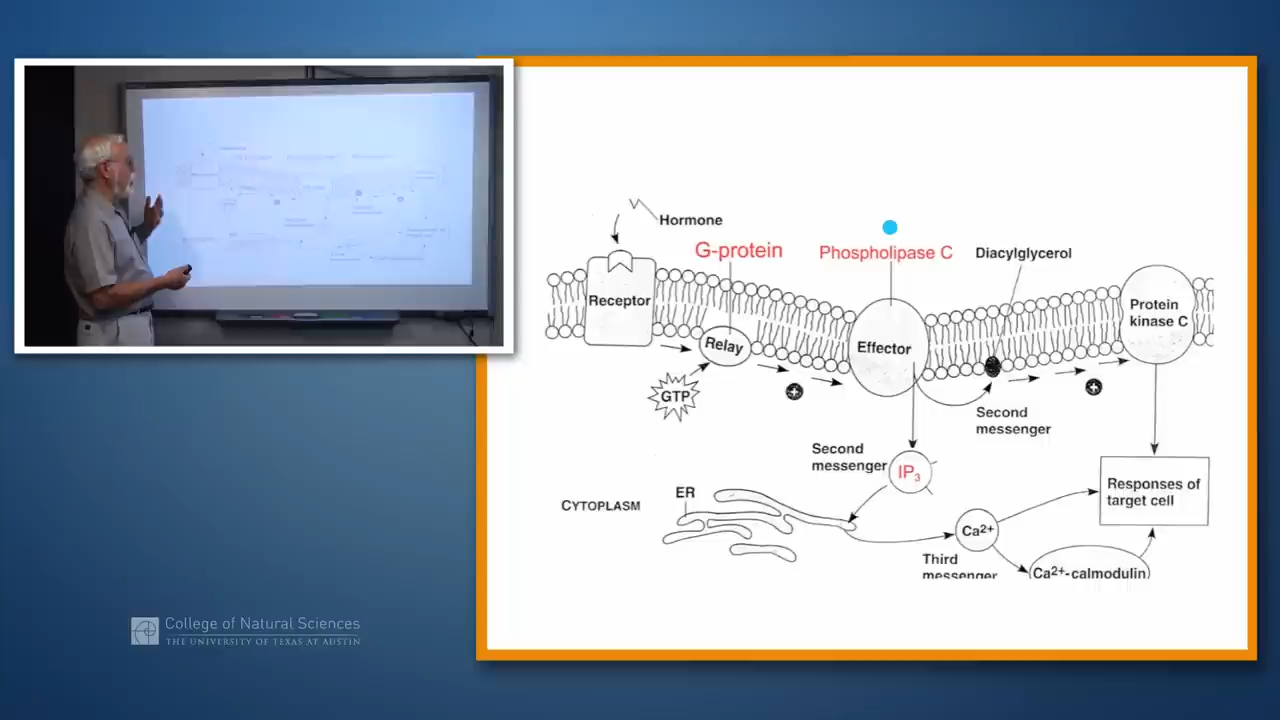 Hormone
G-protein
Phospholipase C
Diacylglycerol
Receptor
Relay
Effector
Protein
kinase C
GTP
Second
messenger
Second
messenger
IP3
CYTOPLASM
ER
Ca2+
Third
messenger
Ca2+-calmodulin
Responses of
target cell
College of Natural Sciences
THE UNIVERSITY OF TEXAS AT AUSTIN